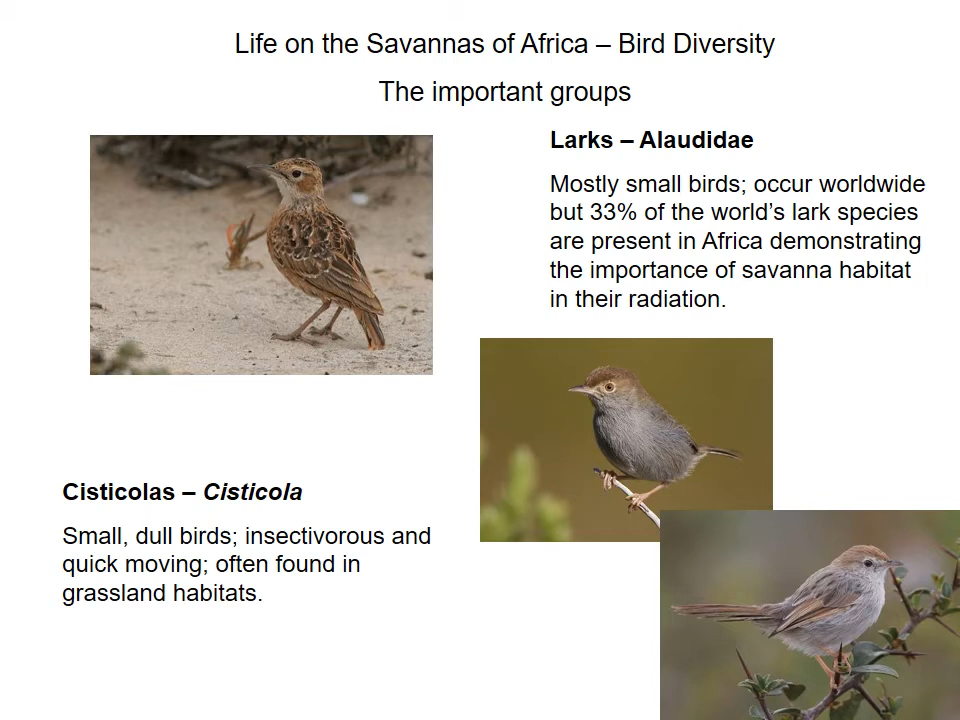 Life on the Savannas of Africa – Bird Diversity
The important groups
Larks – Alaudidae
Mostly small birds; occur worldwide
but 33% of the world’s lark species
are present in Africa demonstrating
the importance of savanna habitat
in their radiation.
Cisticolas – Cisticola
Small, dull birds; insectivorous and
quick moving; often found in
grassland habitats.